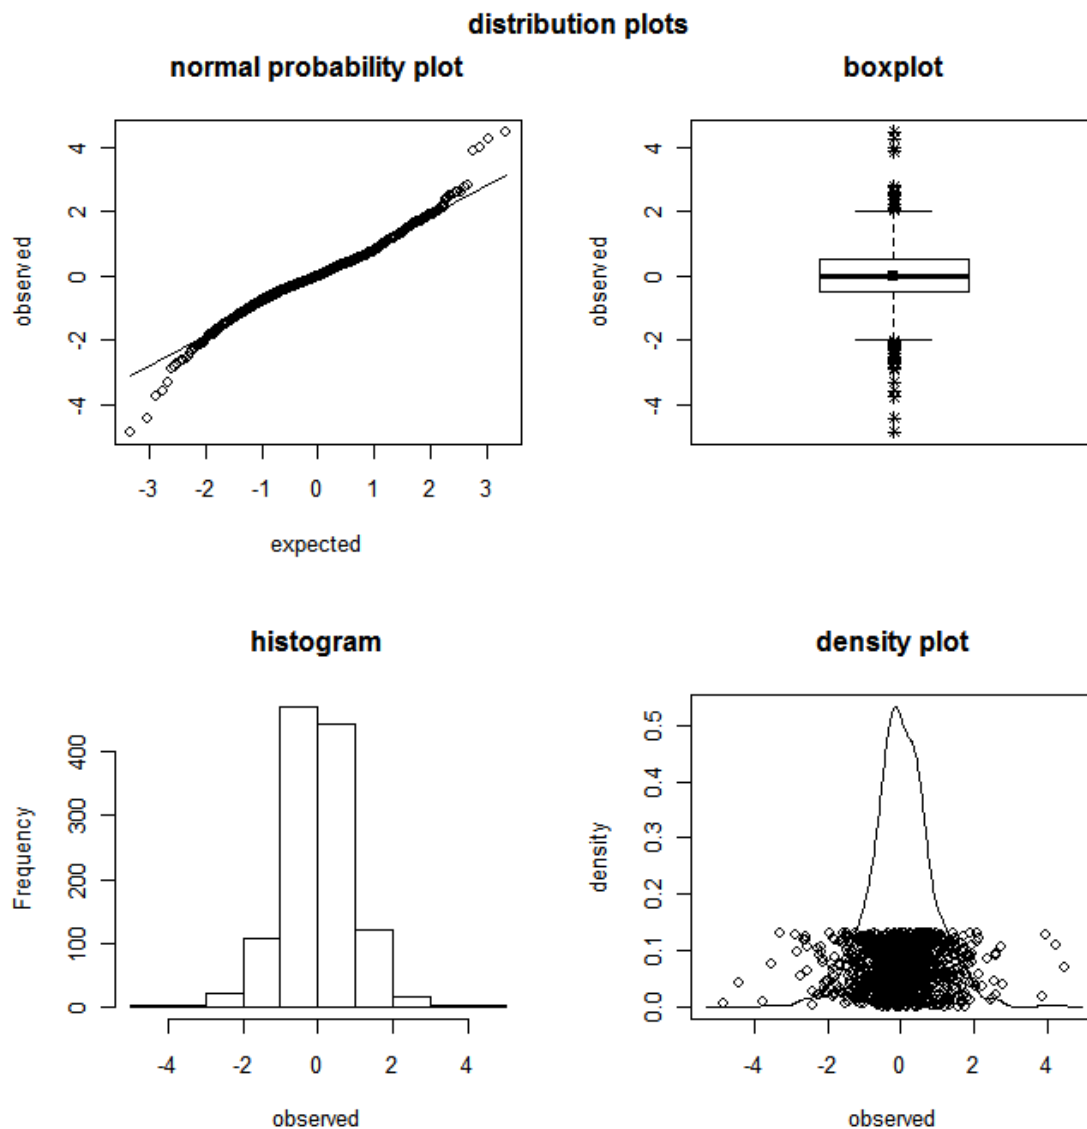 distribution plots
normal probability plot
observed
4
2
0
-2
-4
-3 -2 -1 0 1 2 3
expected
boxplot
observed
4
2
0
-2
-4
histogram
Frequency
400
300
200
100
0
-4 -2 0 2 4
observed
density plot
density
0.5
0.4
0.3
0.2
0.1
0.0
-4 -2 0 2 4
observed